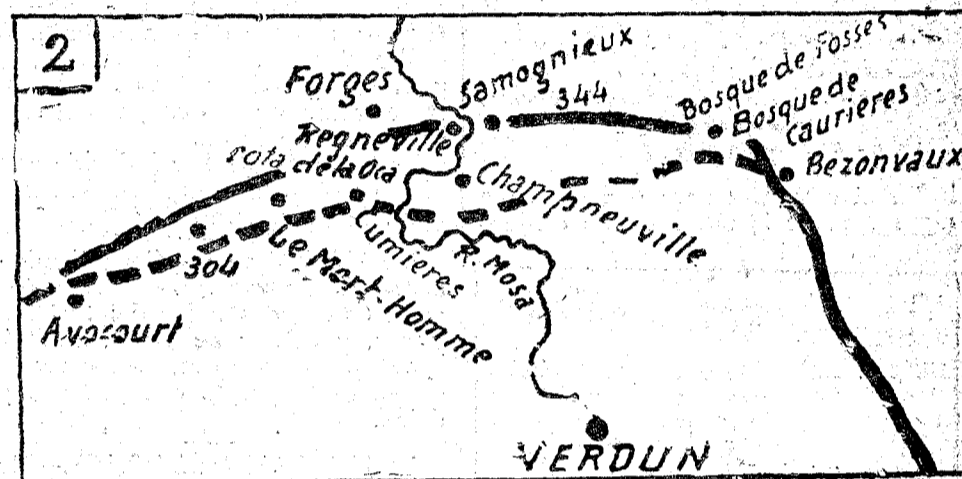 2
Forges
Samognieux
344
Bosque de Fosses
Bosque de
Caurieres
Bezonvaux
Regneville
cota
de la Oca
Champneuville
304
Le Mort-Homme
Cumieres
R. Mosa
Avocourt
VERDUN